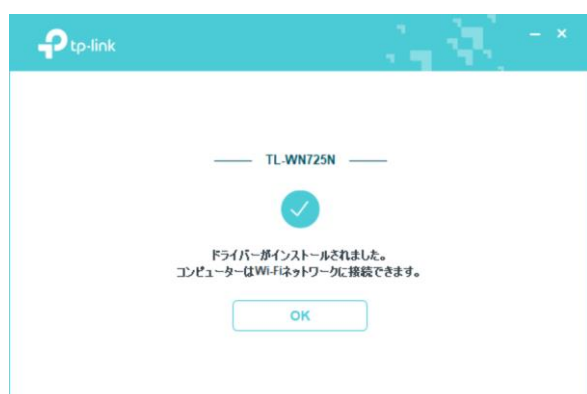 tp-link
TL-WN725N
ドライバーがインストールされました。
コンピューターはWi-Fiネットワークに接続できます。
OK